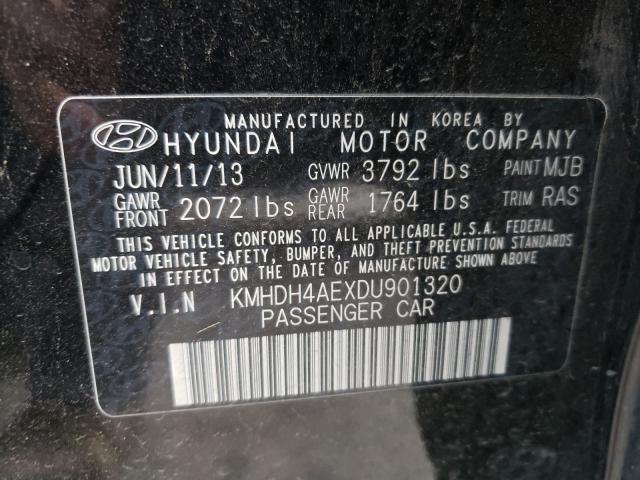 MANUFACTURED IN KOREA BY
HYUNDAI MOTOR COMPANY
JUN/11/13 GVWR 3792 lbs PAINT MJB
GAWR FRONT 2072 lbs GAWR REAR 1764 lbs TRIM RAS
THIS VEHICLE CONFORMS TO ALL APPLICABLE U.S.A. FEDERAL
MOTOR VEHICLE SAFETY, BUMPER, AND THEFT PREVENTION STANDARDS
IN EFFECT ON THE DATE OF MANUFACTURE SHOWN ABOVE.
V.I.N KMHDH4AEXDU901320
PASSENGER CAR